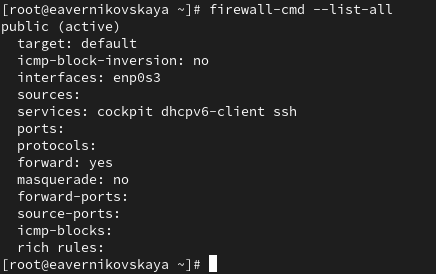 [root@eavernikovskaya ~]# firewall-cmd --list-all
public (active)
  target: default
  icmp-block-inversion: no
  interfaces: enp0s3
  sources:
  services: cockpit dhcpv6-client ssh
  ports:
  protocols:
  forward: yes
  masquerade: no
  forward-ports:
  source-ports:
  icmp-blocks:
  rich rules:
[root@eavernikovskaya ~]#